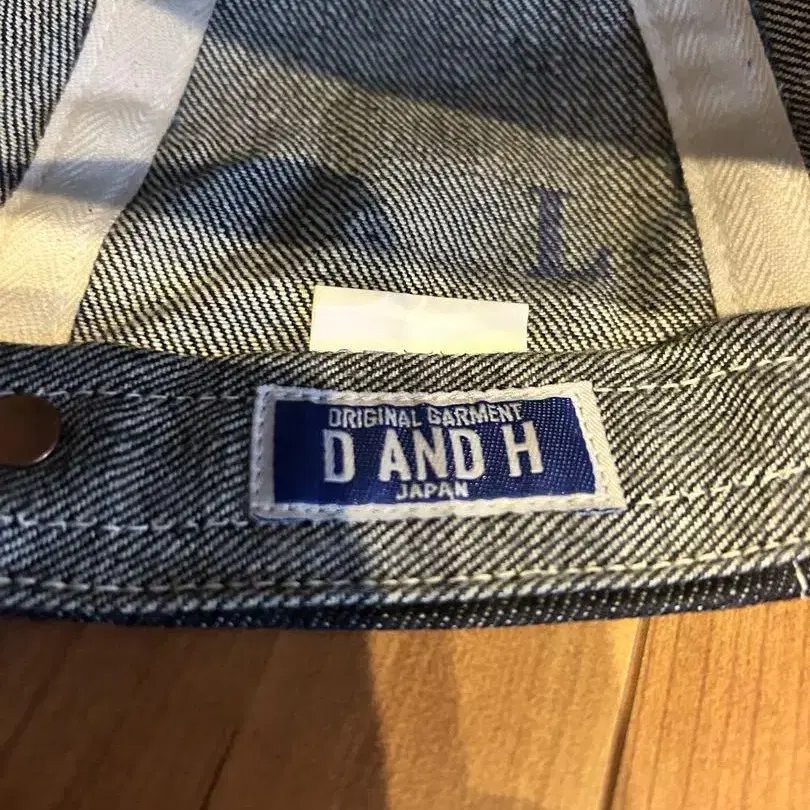 L
ORIGINAL GARMENT
D AND H
JAPAN